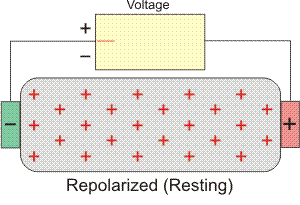 Voltage
+
−
−
+
+ + + + +
+ + + +
+ + + + +
+ + + +
+ + + + +
Repolarized (Resting)